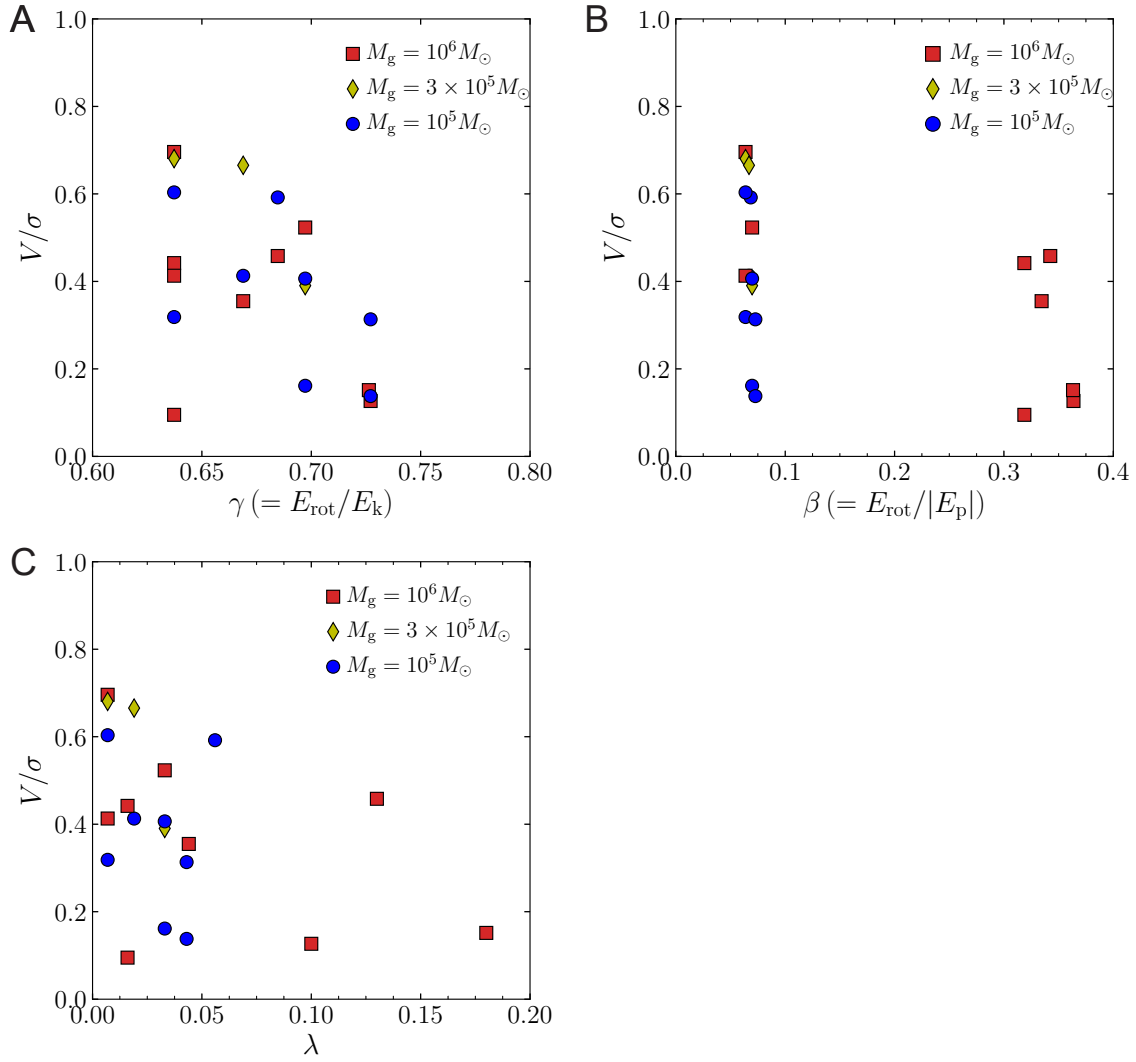 A
1.0
0.8
0.6
0.4
0.2
0.0
V/σ
M_g = 10^6 M_⊙
M_g = 3 × 10^5 M_⊙
M_g = 10^5 M_⊙
0.60 0.65 0.70 0.75 0.80
γ (= E_rot/E_k)
B
1.0
0.8
0.6
0.4
0.2
0.0
V/σ
M_g = 10^6 M_⊙
M_g = 3 × 10^5 M_⊙
M_g = 10^5 M_⊙
0.0 0.1 0.2 0.3 0.4
β (= E_rot/|E_p|)
C
1.0
0.8
0.6
0.4
0.2
0.0
V/σ
M_g = 10^6 M_⊙
M_g = 3 × 10^5 M_⊙
M_g = 10^5 M_⊙
0.00 0.05 0.10 0.15 0.20
λ